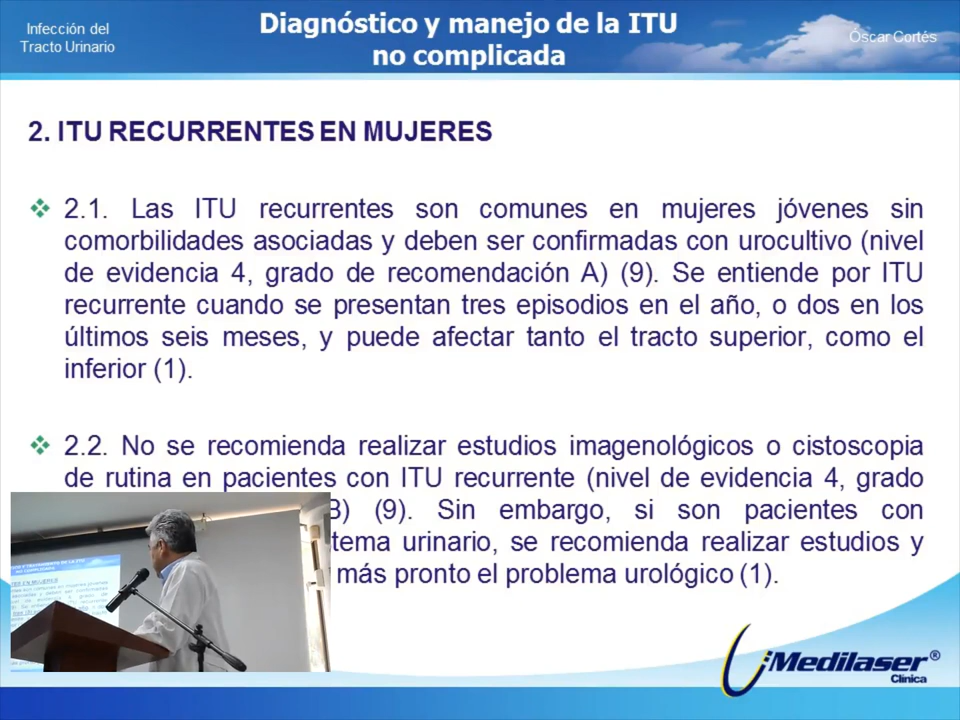 Infección del
Tracto Urinario
Diagnóstico y manejo de la ITU
no complicada
Óscar Cortés
2. ITU RECURRENTES EN MUJERES
2.1. Las ITU recurrentes son comunes en mujeres jóvenes sin
comorbilidades asociadas y deben ser confirmadas con urocultivo (nivel
de evidencia 4, grado de recomendación A) (9). Se entiende por ITU
recurrente cuando se presentan tres episodios en el año, o dos en los
últimos seis meses, y puede afectar tanto el tracto superior, como el
inferior (1).
2.2. No se recomienda realizar estudios imagenológicos o cistoscopia
de rutina en pacientes con ITU recurrente (nivel de evidencia 4, grado
B) (9). Sin embargo, si son pacientes con
tema urinario, se recomienda realizar estudios y
más pronto el problema urológico (1).
Medilaser®
Clínica